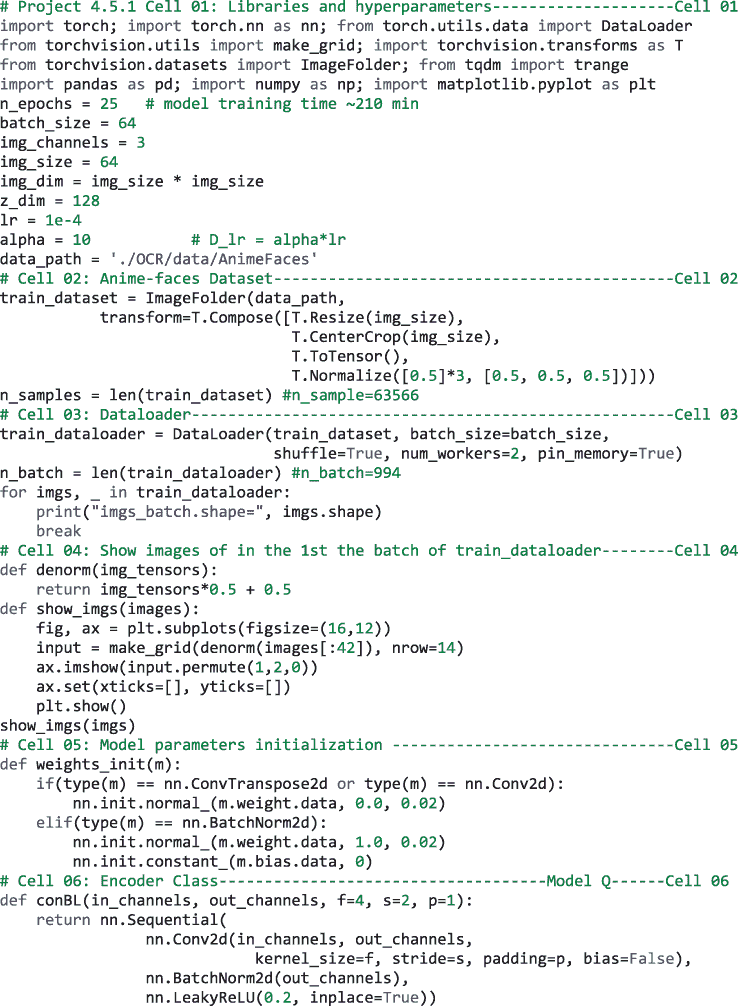 # Project 4.5.1 Cell 01: Libraries and hyperparameters--------------------Cell 01
import torch; import torch.nn as nn; from torch.utils.data import DataLoader
from torchvision.utils import make_grid; import torchvision.transforms as T
from torchvision.datasets import ImageFolder; from tqdm import trange
import pandas as pd; import numpy as np; import matplotlib.pyplot as plt
n_epochs = 25   # model training time ~210 min
batch_size = 64
img_channels = 3
img_size = 64
img_dim = img_size * img_size
z_dim = 128
lr = 1e-4
alpha = 10           # D_lr = alpha*lr
data_path = './OCR/data/AnimeFaces'
# Cell 02: Anime-faces Dataset--------------------------------------------Cell 02
train_dataset = ImageFolder(data_path,
           transform=T.Compose([T.Resize(img_size),
                                T.CenterCrop(img_size),
                                T.ToTensor(),
                                T.Normalize([0.5]*3, [0.5, 0.5, 0.5])]))
n_samples = len(train_dataset) #n_sample=63566
# Cell 03: Dataloader-----------------------------------------------------Cell 03
train_dataloader = DataLoader(train_dataset, batch_size=batch_size,
                              shuffle=True, num_workers=2, pin_memory=True)
n_batch = len(train_dataloader) #n_batch=994
for imgs, _ in train_dataloader:
    print("imgs_batch.shape=", imgs.shape)
    break
# Cell 04: Show images of in the 1st the batch of train_dataloader--------Cell 04
def denorm(img_tensors):
    return img_tensors*0.5 + 0.5
def show_imgs(images):
    fig, ax = plt.subplots(figsize=(16,12))
    input = make_grid(denorm(images[:42]), nrow=14)
    ax.imshow(input.permute(1,2,0))
    ax.set(xticks=[], yticks=[])
    plt.show()
show_imgs(imgs)
# Cell 05: Model parameters initialization -------------------------------Cell 05
def weights_init(m):
    if(type(m) == nn.ConvTranspose2d or type(m) == nn.Conv2d):
        nn.init.normal_(m.weight.data, 0.0, 0.02)
    elif(type(m) == nn.BatchNorm2d):
        nn.init.normal_(m.weight.data, 1.0, 0.02)
        nn.init.constant_(m.bias.data, 0)
# Cell 06: Encoder Class------------------------------------Model Q------Cell 06
def conBL(in_channels, out_channels, f=4, s=2, p=1):
    return nn.Sequential(
                nn.Conv2d(in_channels, out_channels,
                            kernel_size=f, stride=s, padding=p, bias=False),
                nn.BatchNorm2d(out_channels),
                nn.LeakyReLU(0.2, inplace=True))